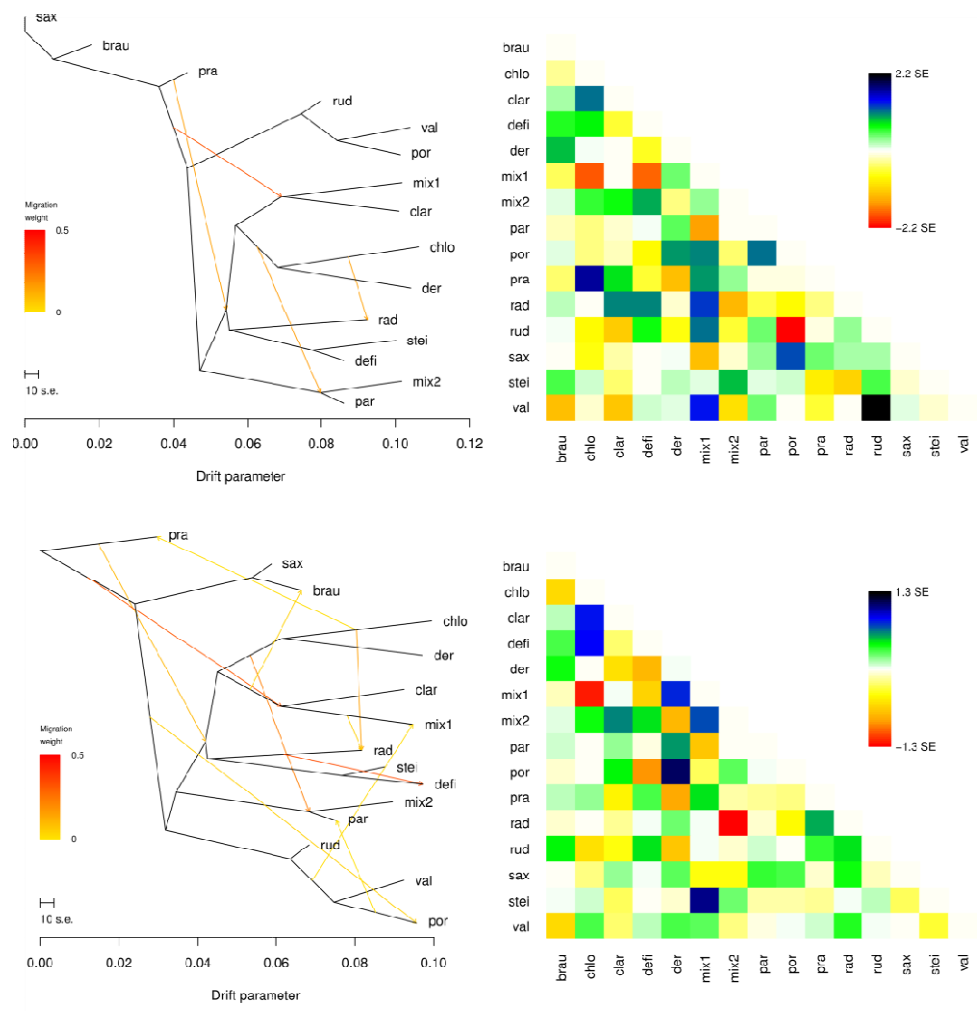 sax
brau
pra
rud
val
por
mix1
clar
chlo
der
rad
stei
defi
mix2
par
Migration
weight
0.5
0
10 s.e.
0.00 0.02 0.04 0.06 0.08 0.10 0.12
Drift parameter
brau
chlo
clar
defi
der
mix1
mix2
par
por
pra
rad
rud
sax
stei
val
brau chlo clar defi der mix1 mix2 par por pra rad rud sax stei val
2.2 SE
−2.2 SE
pra
sax
brau
chlo
der
clar
mix1
rad
stei
defi
mix2
par
rud
val
por
Migration
weight
0.5
0
10 s.e.
0.00 0.02 0.04 0.06 0.08 0.10
Drift parameter
brau
chlo
clar
defi
der
mix1
mix2
par
por
pra
rad
rud
sax
stei
val
brau chlo clar defi der mix1 mix2 par por pra rad rud sax stei val
1.3 SE
−1.3 SE